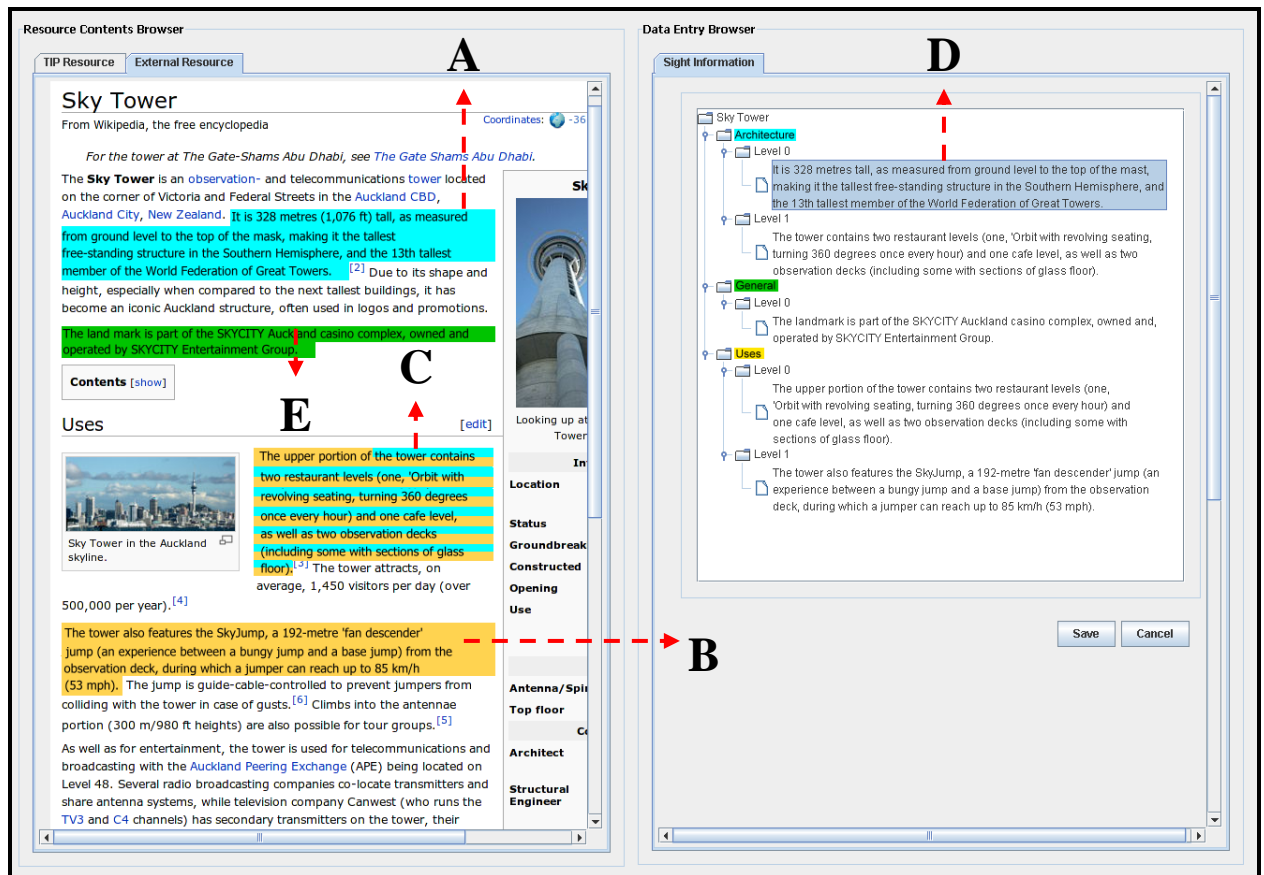 Resource Contents Browser
TIP Resource
External Resource
A
Sky Tower
From Wikipedia, the free encyclopedia
Coordinates: -36
For the tower at The Gate-Shams Abu Dhabi, see The Gate Shams Abu Dhabi.
The Sky Tower is an observation- and telecommunications tower located
on the corner of Victoria and Federal Streets in the Auckland CBD,
Auckland City, New Zealand. It is 328 metres (1,076 ft) tall, as measured
from ground level to the top of the mask, making it the tallest
free-standing structure in the Southern Hemisphere, and the 13th tallest
member of the World Federation of Great Towers. [2] Due to its shape and
height, especially when compared to the next tallest buildings, it has
become an iconic Auckland structure, often used in logos and promotions.
The land mark is part of the SKYCITY Auckland casino complex, owned and
operated by SKYCITY Entertainment Group.
Contents [show]
E
C
Uses
[edit]
Sky Tower in the Auckland
skyline.
The upper portion of the tower contains
two restaurant levels (one, 'Orbit with
revolving seating, turning 360 degrees
once every hour) and one cafe level,
as well as two observation decks
(including some with sections of glass
floor).[3] The tower attracts, on
average, 1,450 visitors per day (over
500,000 per year).[4]
The tower also features the SkyJump, a 192-metre 'fan descender'
jump (an experience between a bungy jump and a base jump) from the
observation deck, during which a jumper can reach up to 85 km/h
(53 mph). The jump is guide-cable-controlled to prevent jumpers from
colliding with the tower in case of gusts.[6] Climbs into the antennae
portion (300 m/980 ft heights) are also possible for tour groups.[5]
As well as for entertainment, the tower is used for telecommunications and
broadcasting with the Auckland Peering Exchange (APE) being located on
Level 48. Several radio broadcasting companies co-locate transmitters and
share antenna systems, while television company Canwest (who runs the
TV3 and C4 channels) has secondary transmitters on the tower, their
Sk
Looking up at
Tower
In
Location
Status
Groundbreak
Constructed
Opening
Use
Antenna/Spir
Top floor
Co
Architect
Structural
Engineer
B
Data Entry Browser
Sight Information
D
Sky Tower
Architecture
Level 0
It is 328 metres tall, as measured from ground level to the top of the mast,
making it the tallest free-standing structure in the Southern Hemisphere, and
the 13th tallest member of the World Federation of Great Towers.
Level 1
The tower contains two restaurant levels (one, 'Orbit with revolving seating,
turning 360 degrees once every hour) and one cafe level, as well as two
observation decks (including some with sections of glass floor).
General
Level 0
The landmark is part of the SKYCITY Auckland casino complex, owned and,
operated by SKYCITY Entertainment Group.
Uses
Level 0
The upper portion of the tower contains two restaurant levels (one,
'Orbit with revolving seating, turning 360 degrees once every hour) and
one cafe level, as well as two observation decks (including some with
sections of glass floor).
Level 1
The tower also features the SkyJump, a 192-metre 'fan descender' jump (an
experience between a bungy jump and a base jump) from the observation
deck, during which a jumper can reach up to 85 km/h (53 mph).
Save
Cancel